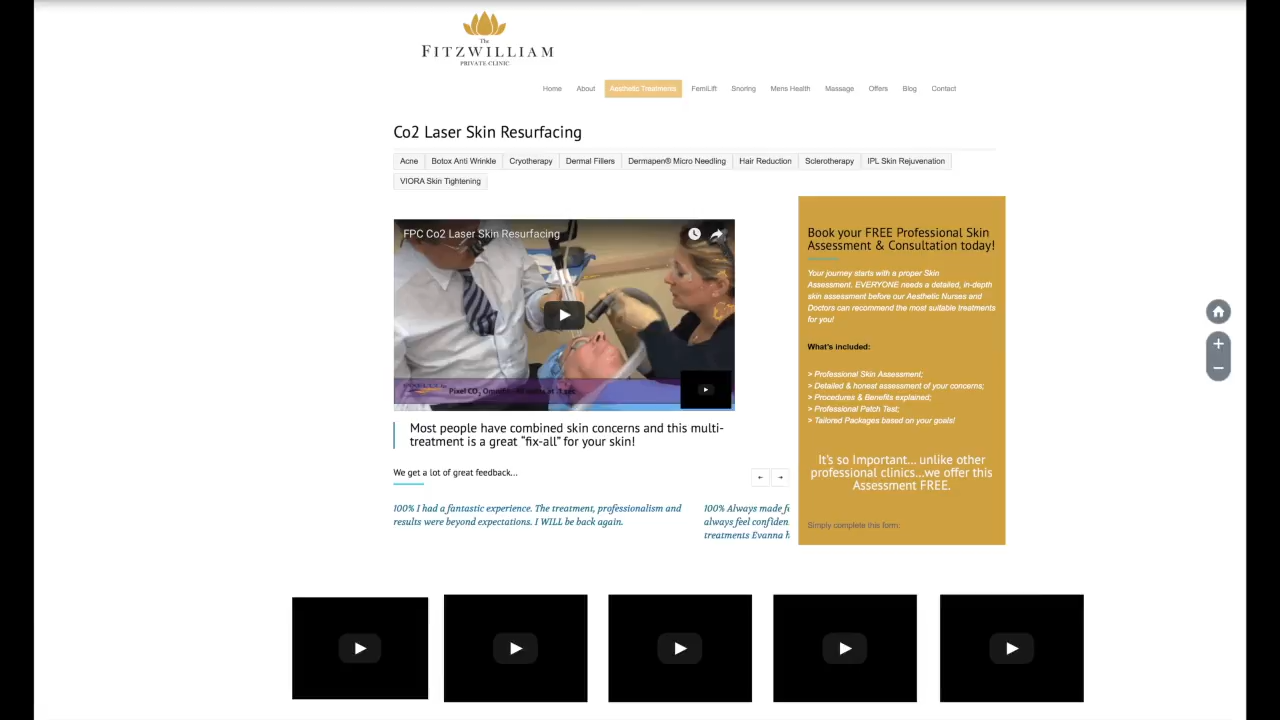 The
FITZWILLIAM
PRIVATE CLINIC
Home About Aesthetic Treatments FemiLift Snoring Mens Health Massage Offers Blog Contact
Co2 Laser Skin Resurfacing
Acne Botox Anti Wrinkle Cryotherapy Dermal Fillers Dermapen® Micro Needling Hair Reduction Sclerotherapy IPL Skin Rejuvenation
VIORA Skin Tightening
FPC Co2 Laser Skin Resurfacing
Most people have combined skin concerns and this multi-
treatment is a great “fix-all” for your skin!
We get a lot of great feedback...
100% I had a fantastic experience. The treatment, professionalism and
results were beyond expectations. I WILL be back again.
100% Always made
always feel
treatments Evanna
Book your FREE Professional Skin
Assessment & Consultation today!
Your journey starts with a proper Skin
Assessment. EVERYONE needs a detailed, in-depth
skin assessment before our Aesthetic Nurses and
Doctors can recommend the most suitable treatments
for you!
What's included:
> Professional Skin Assessment;
> Detailed & honest assessment of your concerns;
> Procedures & Benefits explained;
> Professional Patch Test;
> Tailored Packages based on your goals!
It's so Important... unlike other
professional clinics...we offer this
Assessment FREE.
Simply complete this form: